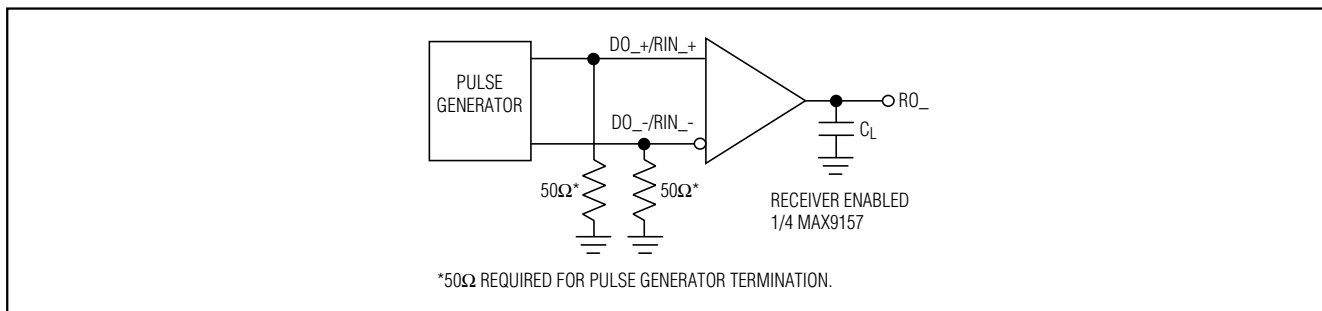 DO_+/RIN_+
PULSE
GENERATOR
RO_
DO_-/RIN_-
CL
50Ω*
50Ω*
RECEIVER ENABLED
1/4 MAX9157
*50Ω REQUIRED FOR PULSE GENERATOR TERMINATION.